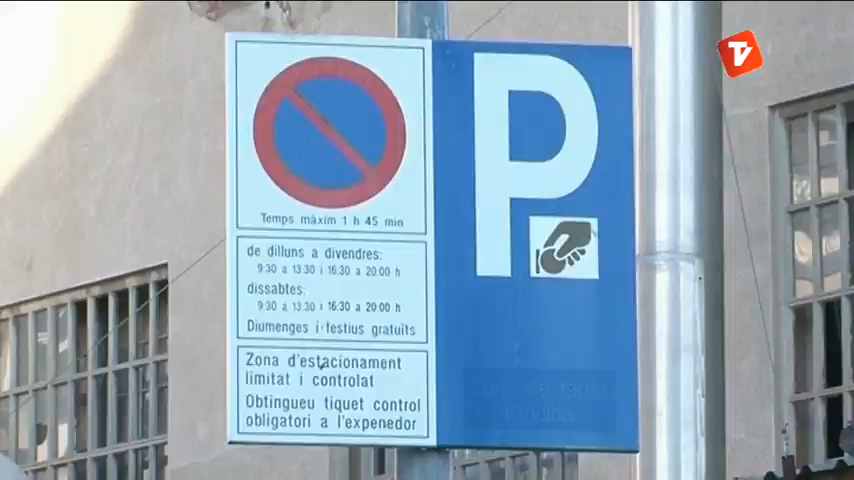 Temps màxim 1 h 45 min
de dilluns a divendres:
9:30 a 13.30 i 16:30 a 20:00 h
dissabtes:
9:30 a 13:30 i 16:30 a 20:00 h
Diumenges i festius gratuïts
Zona d'estacionament
limitat i controlat
Obtingueu tiquet control
obligatori a l'expenedor
P
TV